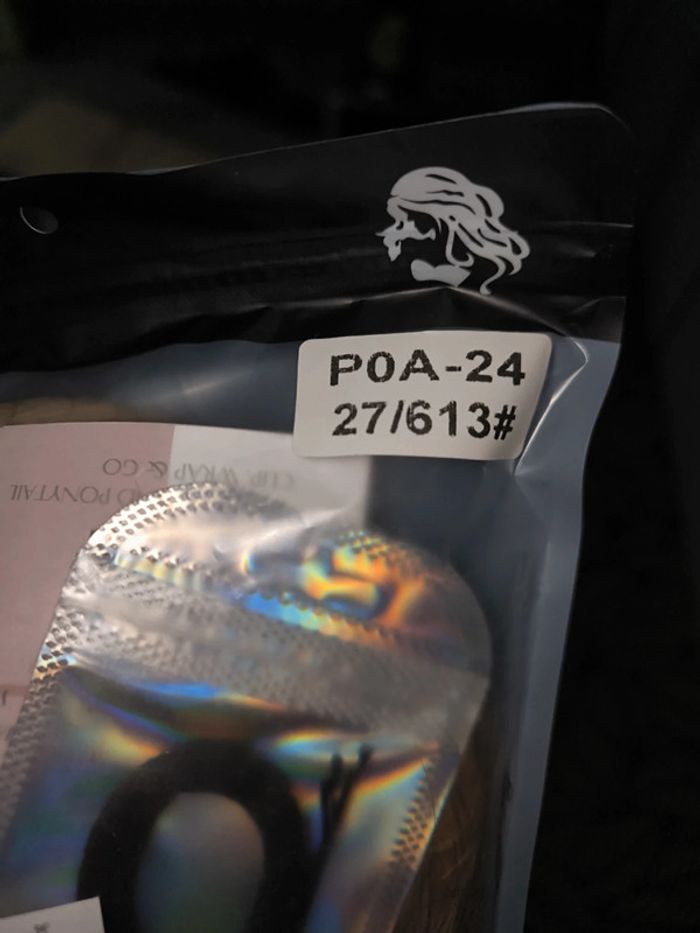 P0A-24
27/613#
CLIP, WRAP & GO
PONYTAIL